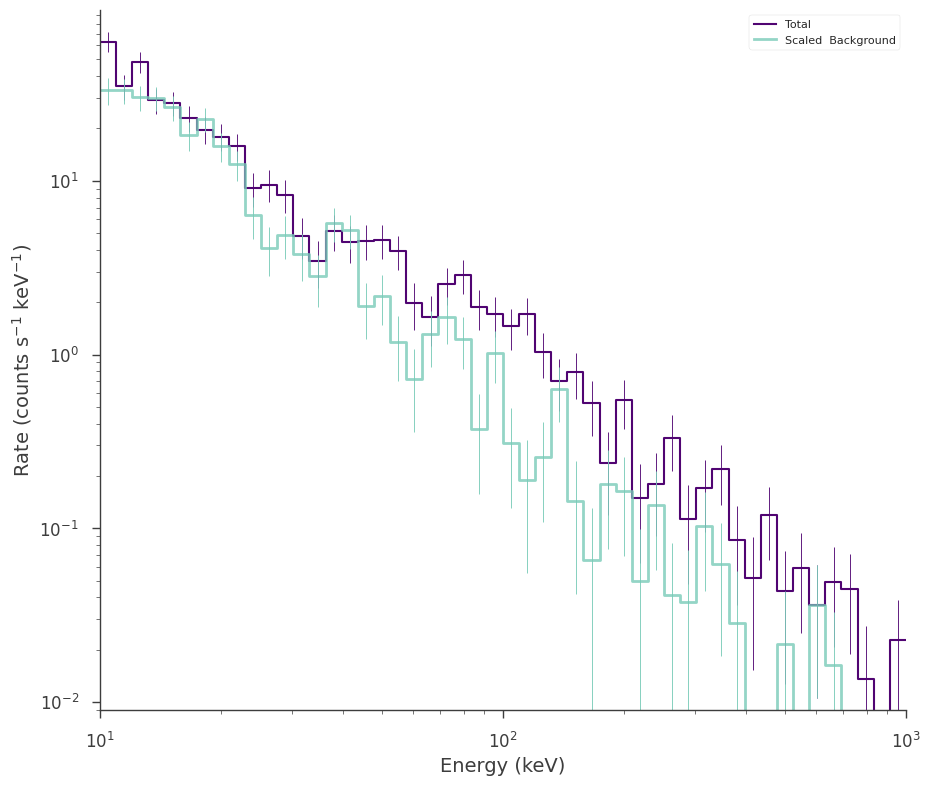 Total
Scaled  Background
10¹
10⁰
10⁻¹
10⁻²
Rate (counts s⁻¹ keV⁻¹)
10¹ 10² 10³
Energy (keV)